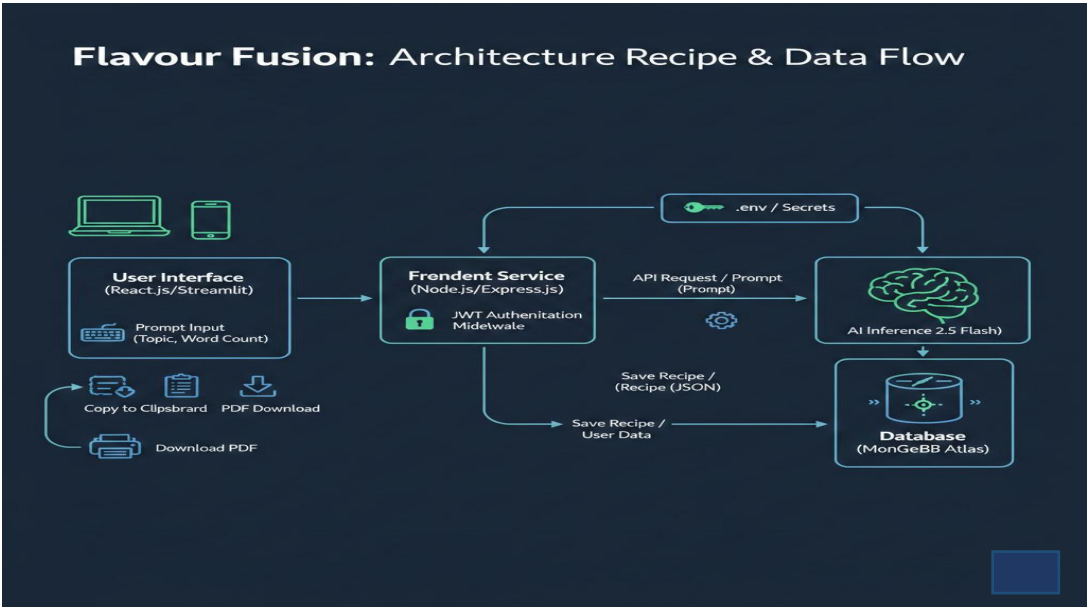 Flavour Fusion: Architecture Recipe & Data Flow
.env / Secrets
User Interface
(React.js/Streamlit)
Prompt Input
(Topic, Word Count)
Frendent Service
(Node.js/Express.js)
JWT Authenitation
Midelwale
API Request / Prompt
(Prompt)
AI Inference 2.5 Flash)
Copy to Clipsbrard
PDF Download
Download PDF
Save Recipe /
(Recipe (JSON)
Save Recipe /
User Data
Database
(MonGeBB Atlas)